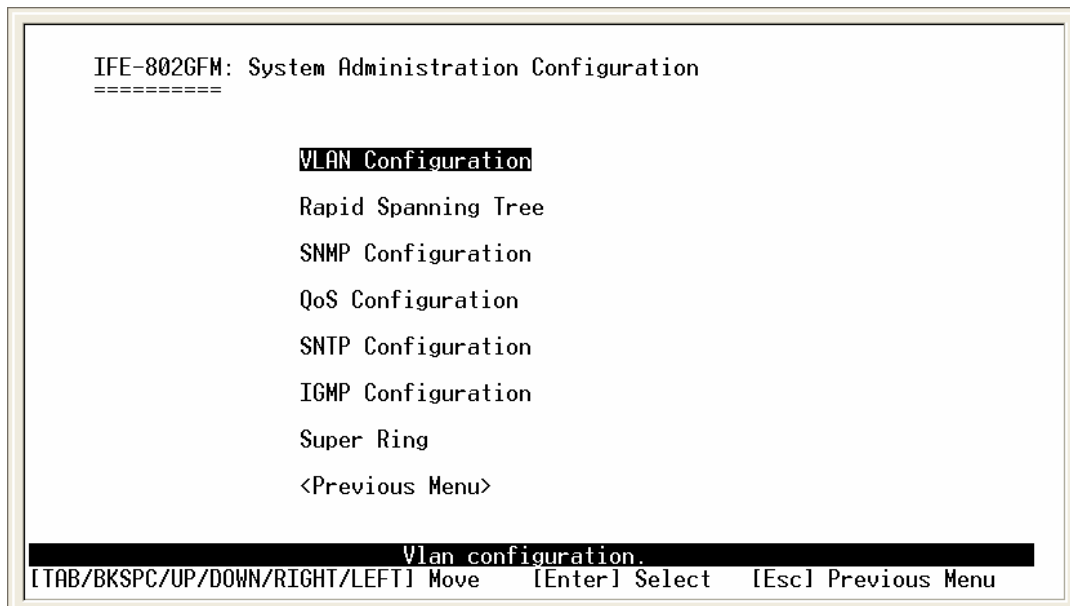 IFE-802GFM: System Administration Configuration
==========
VLAN Configuration
Rapid Spanning Tree
SNMP Configuration
QoS Configuration
SNTP Configuration
IGMP Configuration
Super Ring
<Previous Menu>
Vlan configuration.
[TAB/BKSPC/UP/DOWN/RIGHT/LEFT] Move [Enter] Select [Esc] Previous Menu